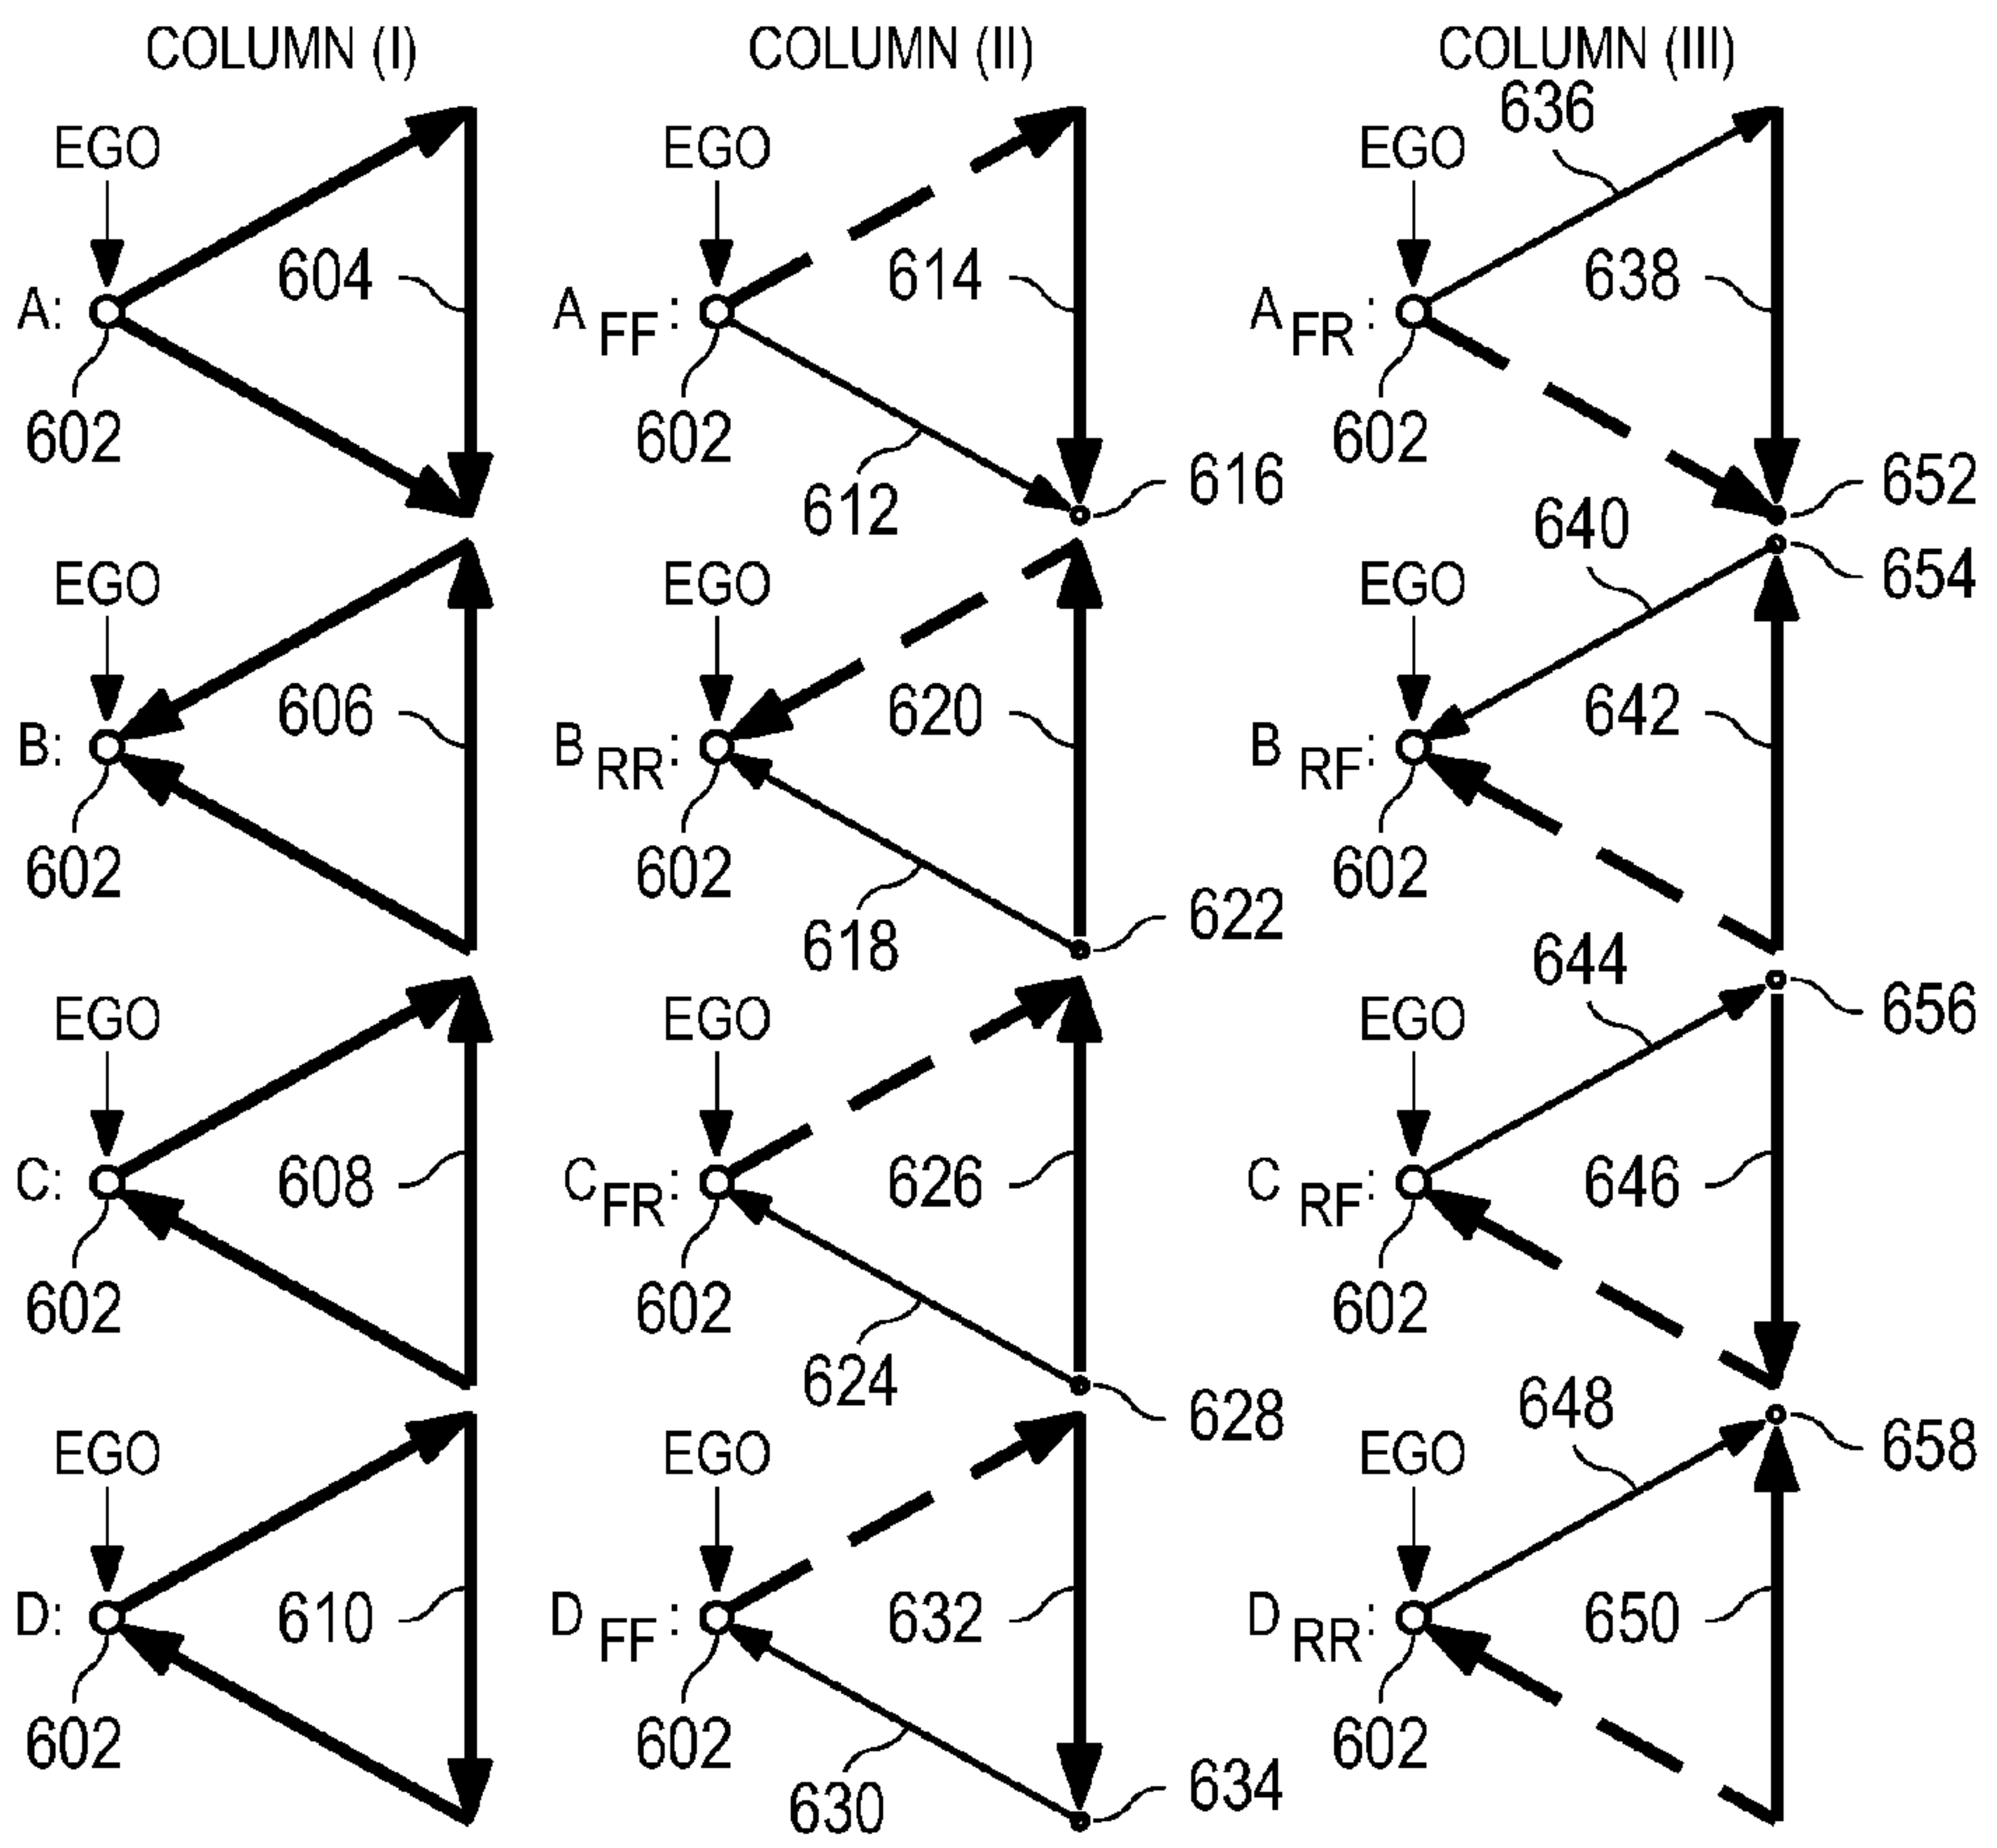 COLUMN (I) COLUMN (II) COLUMN (III)
636
EGO EGO EGO
604 614 638
A: A FF : A FR :
602 602 602
616 652
612 640
EGO EGO EGO 654
606 620 642
B: B RR : B RF :
602 602 602
622
618 644
EGO EGO EGO 656
608 626 646
C: C FR : C RF :
602 602 602
624 628 648
EGO EGO EGO 658
610 632 650
D: D FF : D RR :
602 602 602
630 634